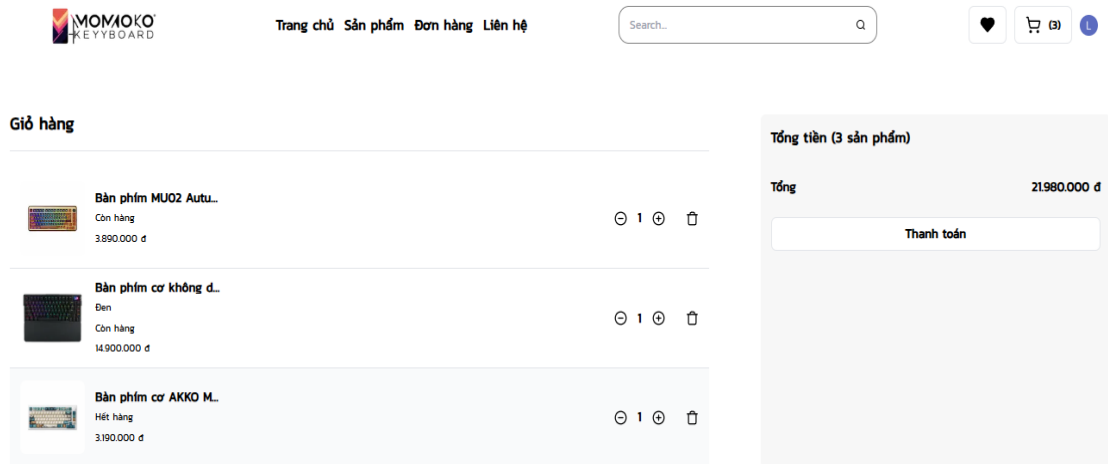 MOMOKO
KEYYBOARD
Trang chủ Sản phẩm Đơn hàng Liên hệ
Search...
(3)
L
Giỏ hàng
Bàn phím MU02 Autu...
Còn hàng
3.890.000 đ
1
Bàn phím cơ không d...
Đen
Còn hàng
14.900.000 đ
1
Bàn phím cơ AKKO M...
Hết hàng
3.190.000 đ
1
Tổng tiền (3 sản phẩm)
Tổng 21.980.000 đ
Thanh toán